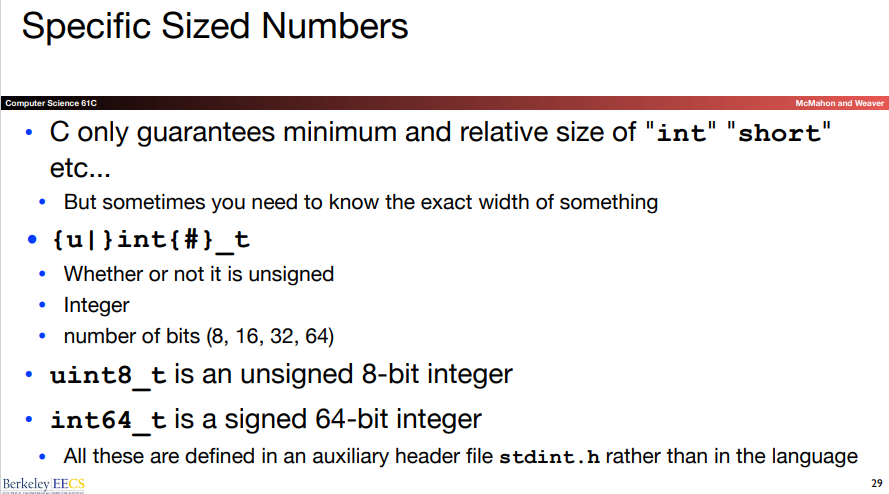 Specific Sized Numbers
Computer Science 61C
McMahon and Weaver
• C only guarantees minimum and relative size of "int" "short"
etc...
• But sometimes you need to know the exact width of something
• {u|}int{#}_t
• Whether or not it is unsigned
• Integer
• number of bits (8, 16, 32, 64)
• uint8_t is an unsigned 8-bit integer
• int64_t is a signed 64-bit integer
• All these are defined in an auxiliary header file stdint.h rather than in the language
Berkeley EECS
29